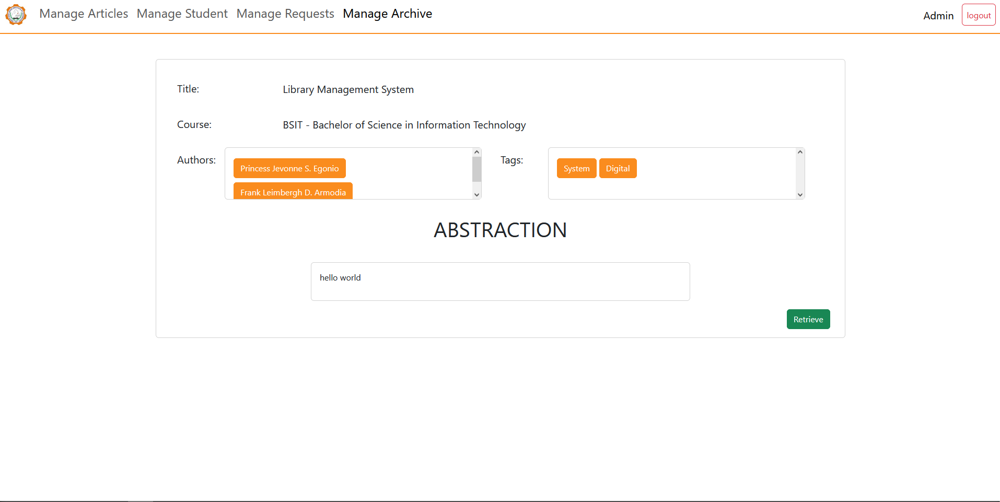 Manage Articles Manage Student Manage Requests Manage Archive Admin logout
Title: Library Management System
Course: BSIT - Bachelor of Science in Information Technology
Authors: Princess Jevonne S. Egonio
Frank Leimbergh D. Armodia
Tags: System Digital
ABSTRACTION
hello world
Retrieve